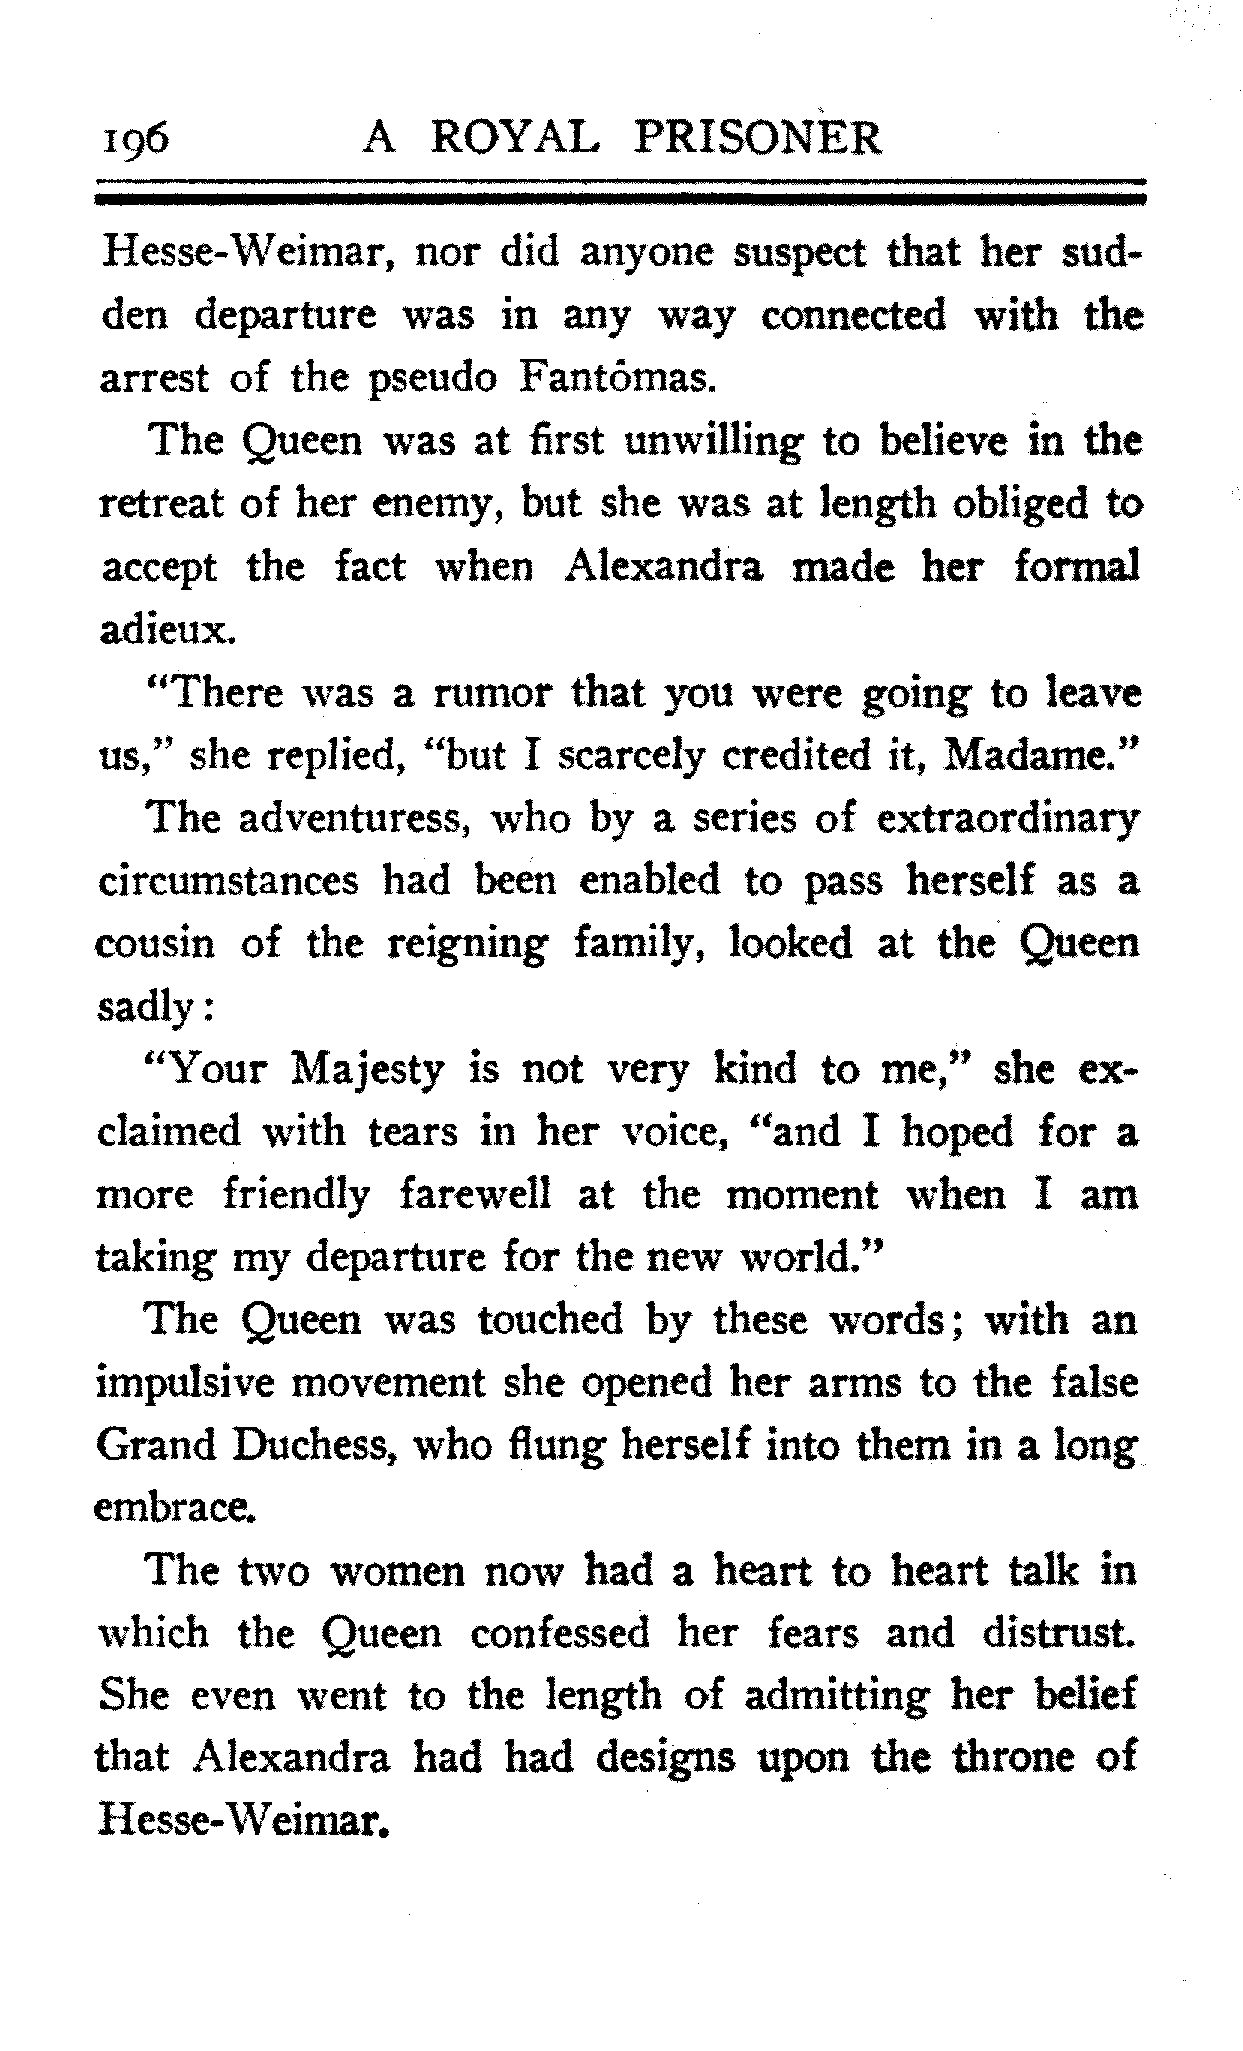 196 A ROYAL PRISONER
Hesse-Weimar, nor did anyone suspect that her sud-
den departure was in any way connected with the
arrest of the pseudo Fantômas.
The Queen was at first unwilling to believe in the
retreat of her enemy, but she was at length obliged to
accept the fact when Alexandra made her formal
adieux.
“There was a rumor that you were going to leave
us,” she replied, “but I scarcely credited it, Madame.”
The adventuress, who by a series of extraordinary
circumstances had been enabled to pass herself as a
cousin of the reigning family, looked at the Queen
sadly:
“Your Majesty is not very kind to me,” she ex-
claimed with tears in her voice, “and I hoped for a
more friendly farewell at the moment when I am
taking my departure for the new world.”
The Queen was touched by these words; with an
impulsive movement she opened her arms to the false
Grand Duchess, who flung herself into them in a long
embrace.
The two women now had a heart to heart talk in
which the Queen confessed her fears and distrust.
She even went to the length of admitting her belief
that Alexandra had had designs upon the throne of
Hesse-Weimar.